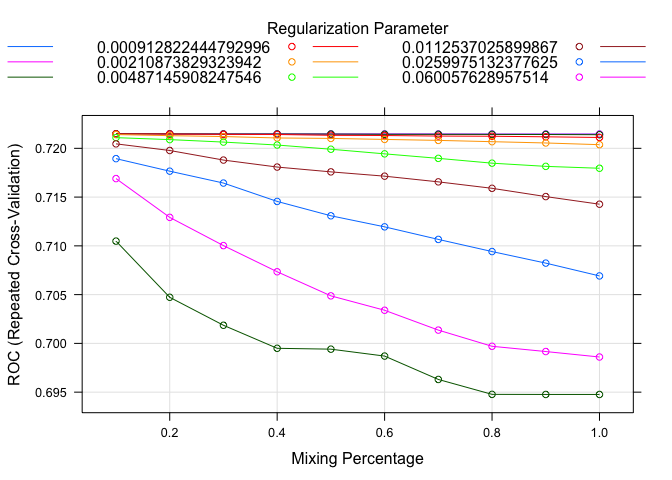 Regularization Parameter
0.000912822444792996 0.0112537025899867
0.00210873829323942 0.0259975132377625
0.00487145908247546 0.060057628957514
0.720
0.715
0.710
0.705
0.700
0.695
ROC (Repeated Cross-Validation)
0.2 0.4 0.6 0.8 1.0
Mixing Percentage